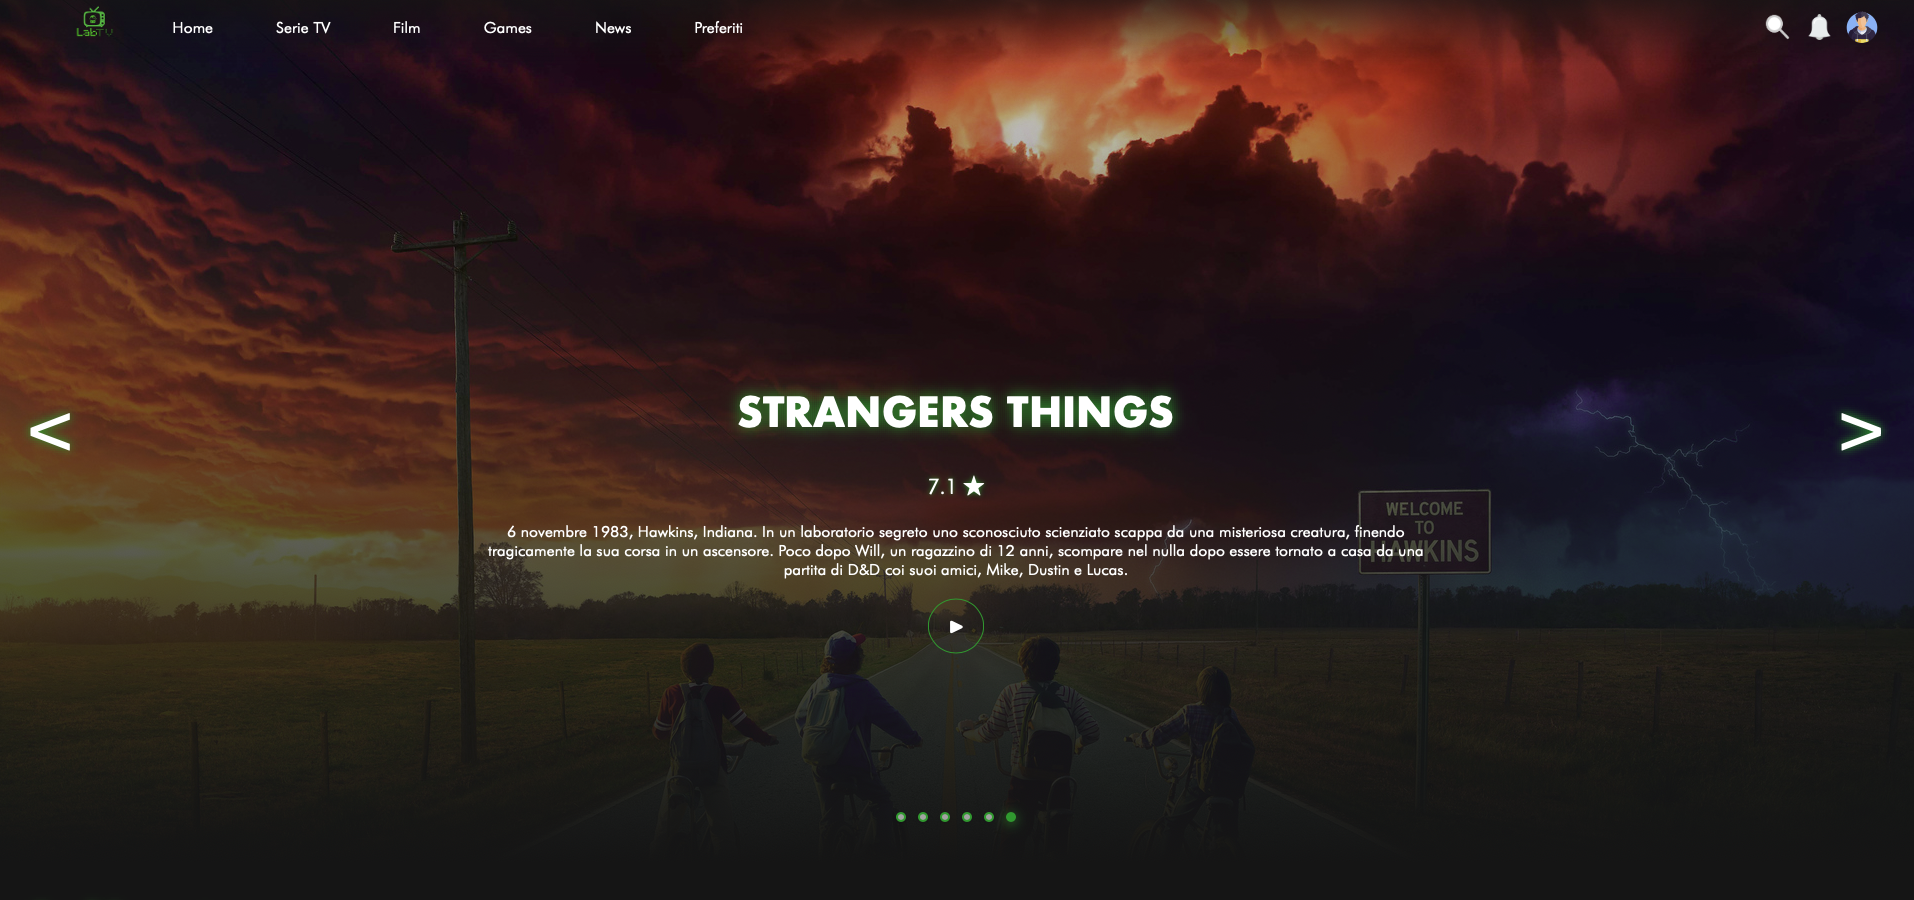 LabTV
Home
Serie TV
Film
Games
News
Preferiti
<
>
STRANGERS THINGS
7.1 ★
6 novembre 1983, Hawkins, Indiana. In un laboratorio segreto uno sconosciuto scienziato scappa da una misteriosa creatura, finendo
tragicamente la sua corsa in un ascensore. Poco dopo Will, un ragazzino di 12 anni, scompare nel nulla dopo essere tornato a casa da una
partita di D&D coi suoi amici, Mike, Dustin e Lucas.
WELCOME
TO
HAWKINS